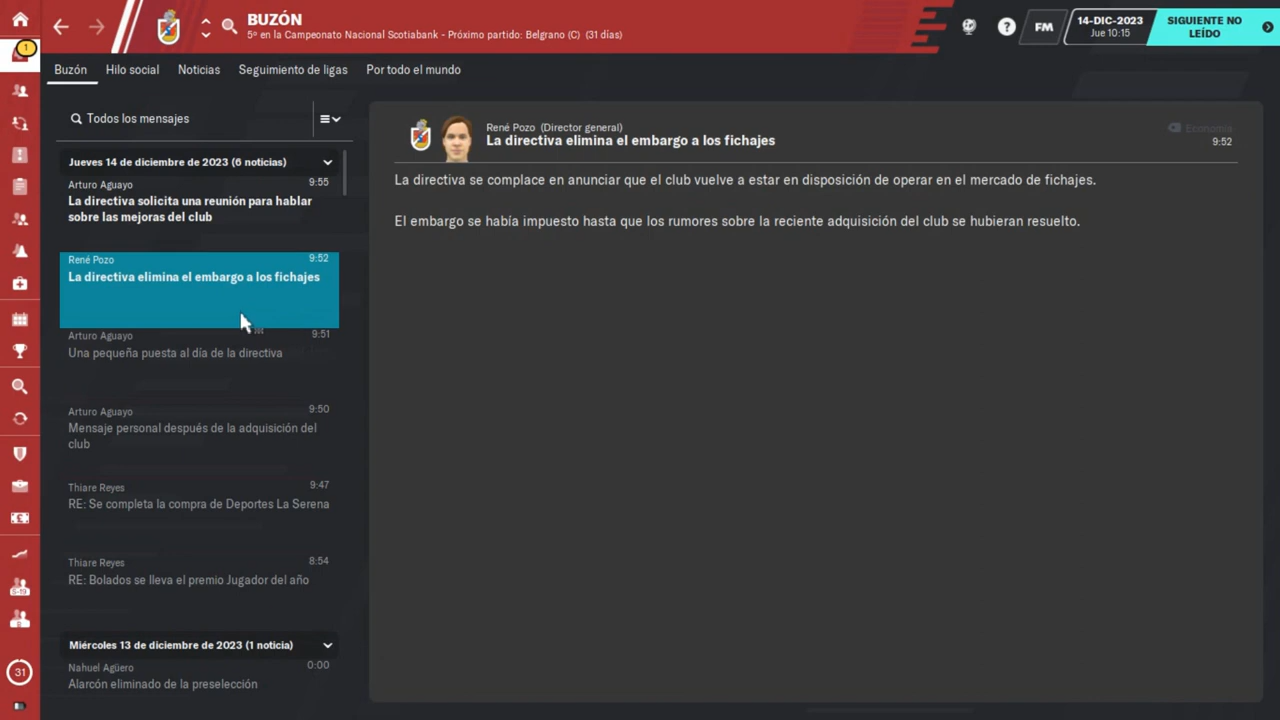 1
BUZÓN
5º en el Campeonato Nacional Scotiabank - Próximo partido: Belgrano (C) (31 días)
?
FM
14-DIC-2023
Jue 10:15
SIGUIENTE NO
LEÍDO
Buzón
Hilo social
Noticias
Seguimiento de ligas
Por todo el mundo
Todos los mensajes
Jueves 14 de diciembre de 2023 (6 noticias)
Arturo Aguayo 9:55
La directiva solicita una reunión para hablar
sobre las mejoras del club
René Pozo 9:52
La directiva elimina el embargo a los fichajes
Arturo Aguayo 9:51
Una pequeña puesta al día de la directiva
Arturo Aguayo 9:50
Mensaje personal después de la adquisición del
club
Thiare Reyes 9:47
RE: Se completa la compra de Deportes La Serena
Thiare Reyes 8:54
RE: Bolados se lleva el premio Jugador del año
Miércoles 13 de diciembre de 2023 (1 noticia)
Nahuel Agüero 0:00
Alarcón eliminado de la preselección
René Pozo (Director general)
La directiva elimina el embargo a los fichajes
Economía
9:52
La directiva se complace en anunciar que el club vuelve a estar en disposición de operar en el mercado de fichajes.
El embargo se había impuesto hasta que los rumores sobre la reciente adquisición del club se hubieran resuelto.
31